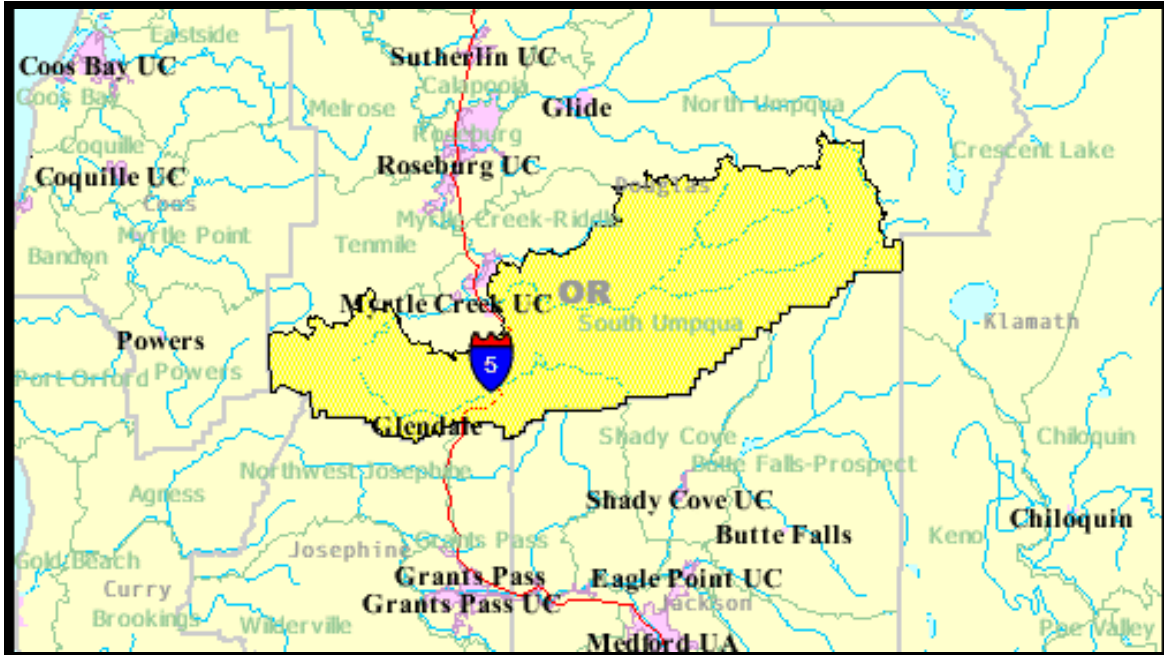 Eastside
Sutherlin UC
Coos Bay UC
Calapooia
Coos Bay
Melrose
Glide
North Umpqua
Roseburg
Coquille
Crescent Lake
Roseburg UC
Coquille UC
Douglas
Coos
Myrtle Creek-Riddle
Myrtle Point
Tenmile
Bandon
OR
Myrtle Creek UC
South Umpqua
Klamath
Powers
5
Port Orford
Powers
Glendale
Shady Cove
Chiloquin
Northwest Josephine
Butte Falls-Prospect
Agness
Shady Cove UC
Chiloquin
Butte Falls
Keno
Grants Pass
Josephine
Gold Beach
Grants Pass
Eagle Point UC
Curry
Grants Pass UC
Jackson
Brookings
Wilderville
Poe Valley
Medford UA